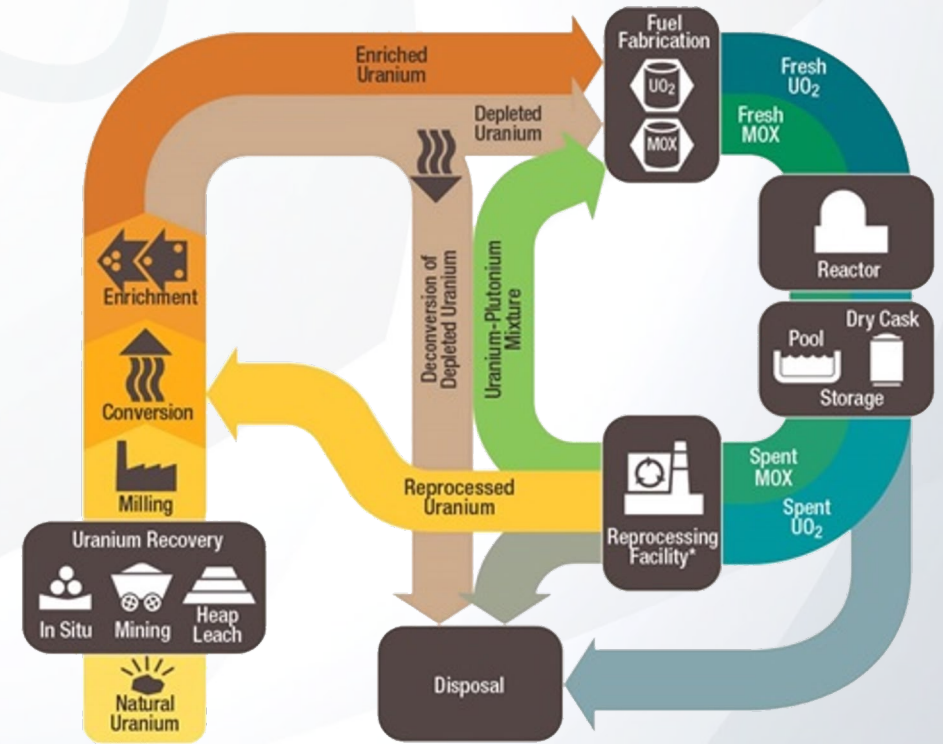 Fuel
Fabrication
UO2
MOX
Enriched
Uranium
Depleted
Uranium
Fresh
UO2
Fresh
MOX
Reactor
Pool
Dry Cask
Storage
Enrichment
Conversion
Milling
Uranium Recovery
In Situ
Mining
Heap
Leach
Natural
Uranium
Deconversion of
Depleted Uranium
Uranium-Plutonium
Mixture
Reprocessed
Uranium
Reprocessing
Facility*
Spent
MOX
Spent
UO2
Disposal